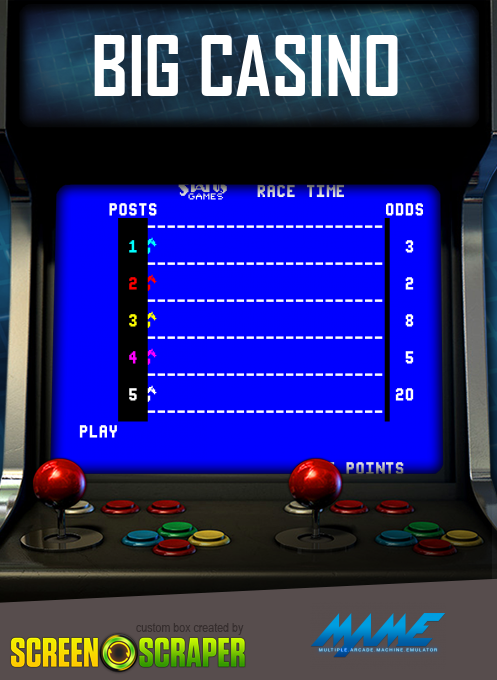 BIG CASINO
STATUS GAMES RACE TIME
POSTS ODDS
1 3
2 2
3 8
4 5
5 20
PLAY
POINTS
custom box created by
SCREEN SCRAPER
MAME
MULTIPLE ARCADE MACHINE EMULATOR